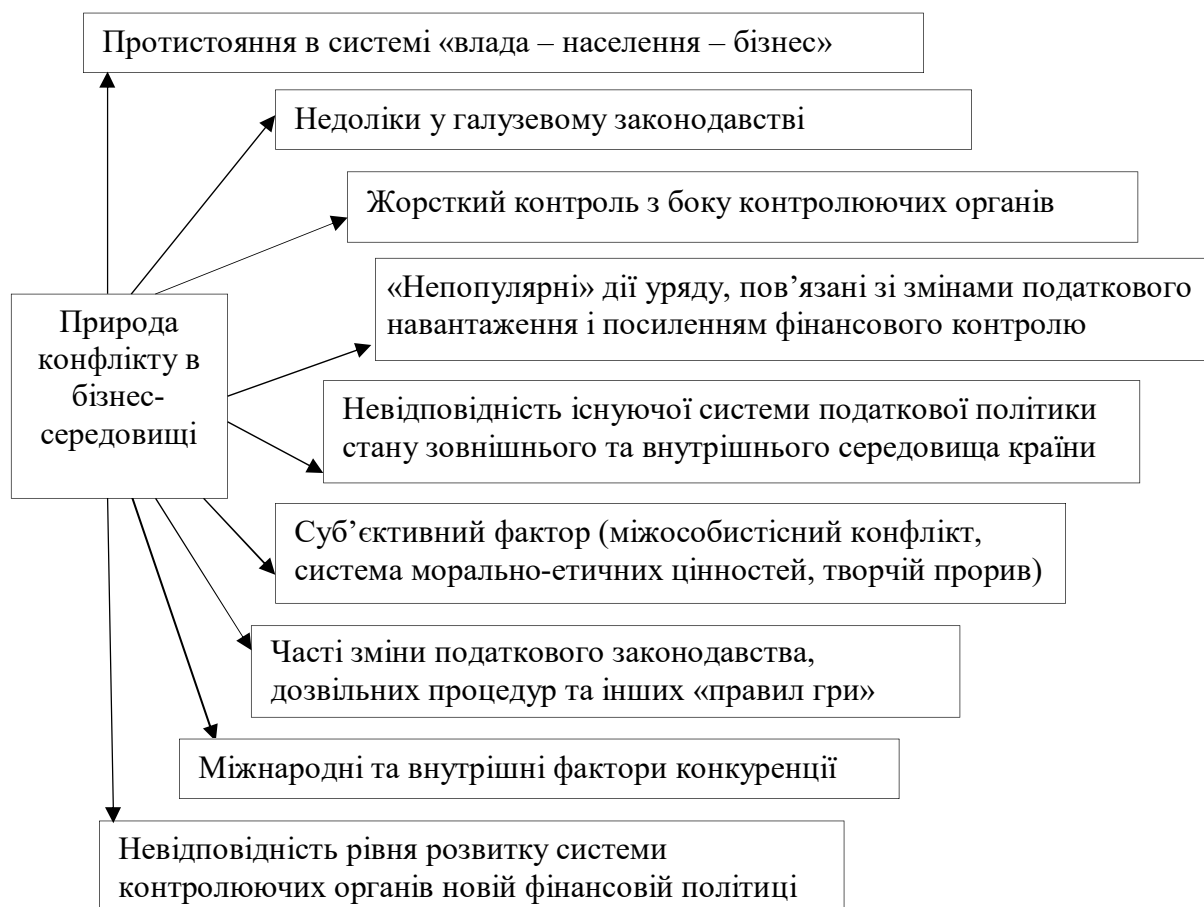 Протистояння в системі «влада – населення – бізнес»
Недоліки у галузевому законодавстві
Жорсткий контроль з боку контролюючих органів
«Непопулярні» дії уряду, пов’язані зі змінами податкового
навантаження і посиленням фінансового контролю
Природа
конфлікту в
бізнес-
середовищі
Невідповідність існуючої системи податкової політики
стану зовнішнього та внутрішнього середовища країни
Суб’єктивний фактор (міжособистісний конфлікт,
система морально-етичних цінностей, творчій прорив)
Часті зміни податкового законодавства,
дозвільних процедур та інших «правил гри»
Міжнародні та внутрішні фактори конкуренції
Невідповідність рівня розвитку системи
контролюючих органів новій фінансовій політиці